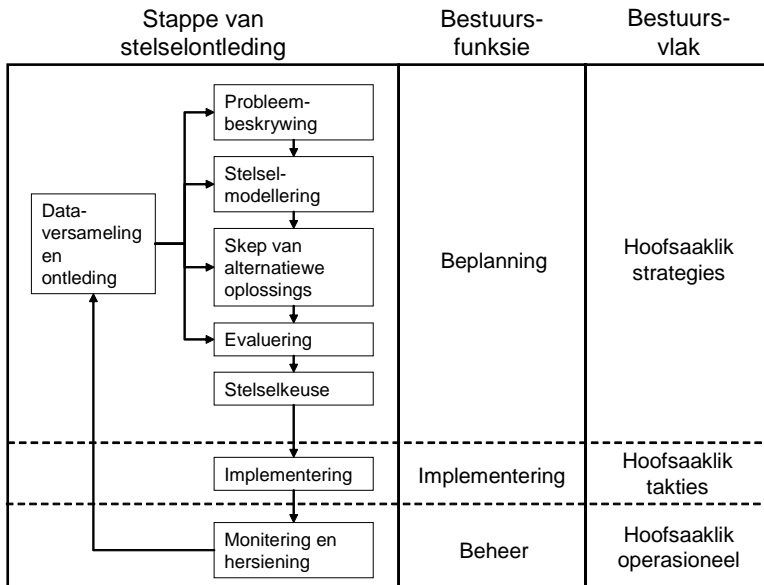 Stappe van
stelselontleding
Bestuurs-
funksie
Bestuurs-
vlak
Probleem-
beskrywing
Stelsel-
modellering
Data-
versameling
en
ontleding
Skep van
alternatiewe
oplossings
Evaluering
Stelselkeuse
Beplanning
Hoofsaaklik
strategies
Implementering
Implementering
Hoofsaaklik
takties
Monitering en
hersiening
Beheer
Hoofsaaklik
operasioneel